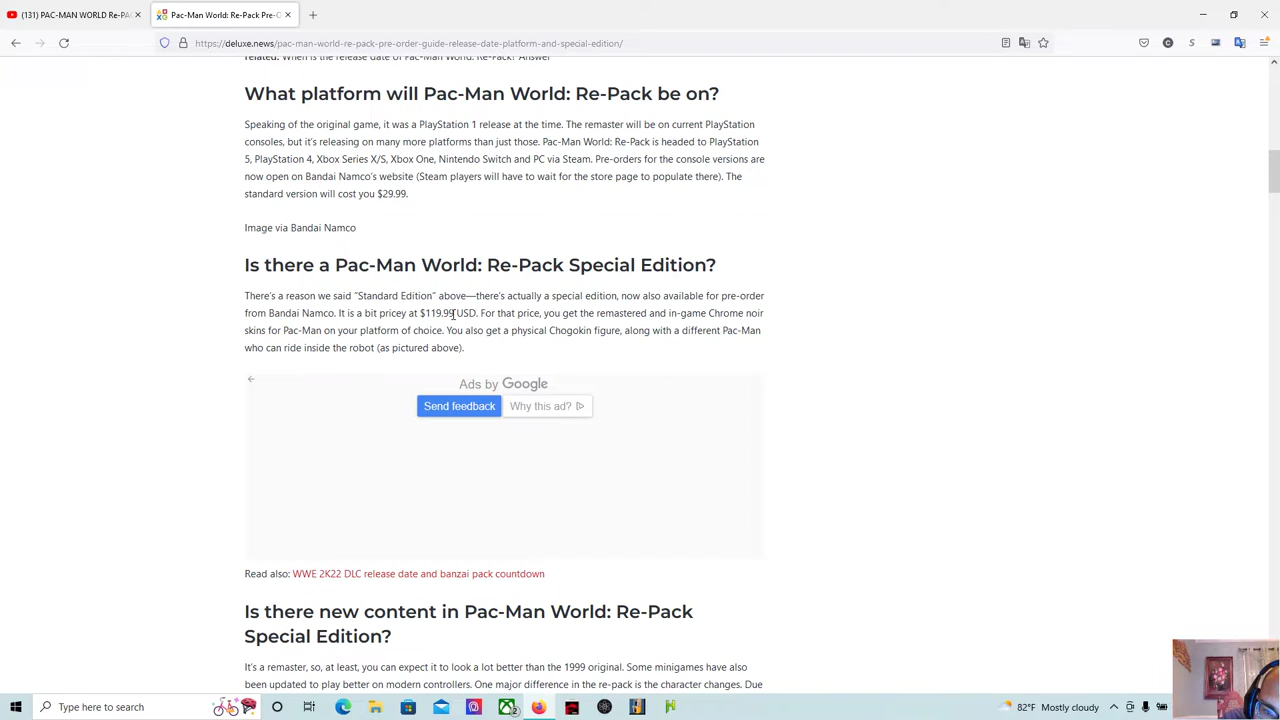 (131) PAC-MAN WORLD Re-PAC
Pac-Man World: Re-Pack Pre-O
https://deluxe.news/pac-man-world-re-pack-pre-order-guide-release-date-platform-and-special-edition/
related: When is the release date of Pac-Man World: Re-Pack? Answer
What platform will Pac-Man World: Re-Pack be on?
Speaking of the original game, it was a PlayStation 1 release at the time. The remaster will be on current PlayStation
consoles, but it's releasing on many more platforms than just those. Pac-Man World: Re-Pack is headed to PlayStation
5, PlayStation 4, Xbox Series X/S, Xbox One, Nintendo Switch and PC via Steam. Pre-orders for the console versions are
now open on Bandai Namco's website (Steam players will have to wait for the store page to populate there). The
standard version will cost you $29.99.
Image via Bandai Namco
Is there a Pac-Man World: Re-Pack Special Edition?
There's a reason we said “Standard Edition” above—there's actually a special edition, now also available for pre-order
from Bandai Namco. It is a bit pricey at $119.99 USD. For that price, you get the remastered and in-game Chrome noir
skins for Pac-Man on your platform of choice. You also get a physical Chogokin figure, along with a different Pac-Man
who can ride inside the robot (as pictured above).
Ads by Google
Send feedback
Why this ad?
Read also: WWE 2K22 DLC release date and banzai pack countdown
Is there new content in Pac-Man World: Re-Pack
Special Edition?
It's a remaster, so, at least, you can expect it to look a lot better than the 1999 original. Some minigames have also
been updated to play better on modern controllers. One major difference in the re-pack is the character changes. Due
Type here to search
2
82°F Mostly cloudy